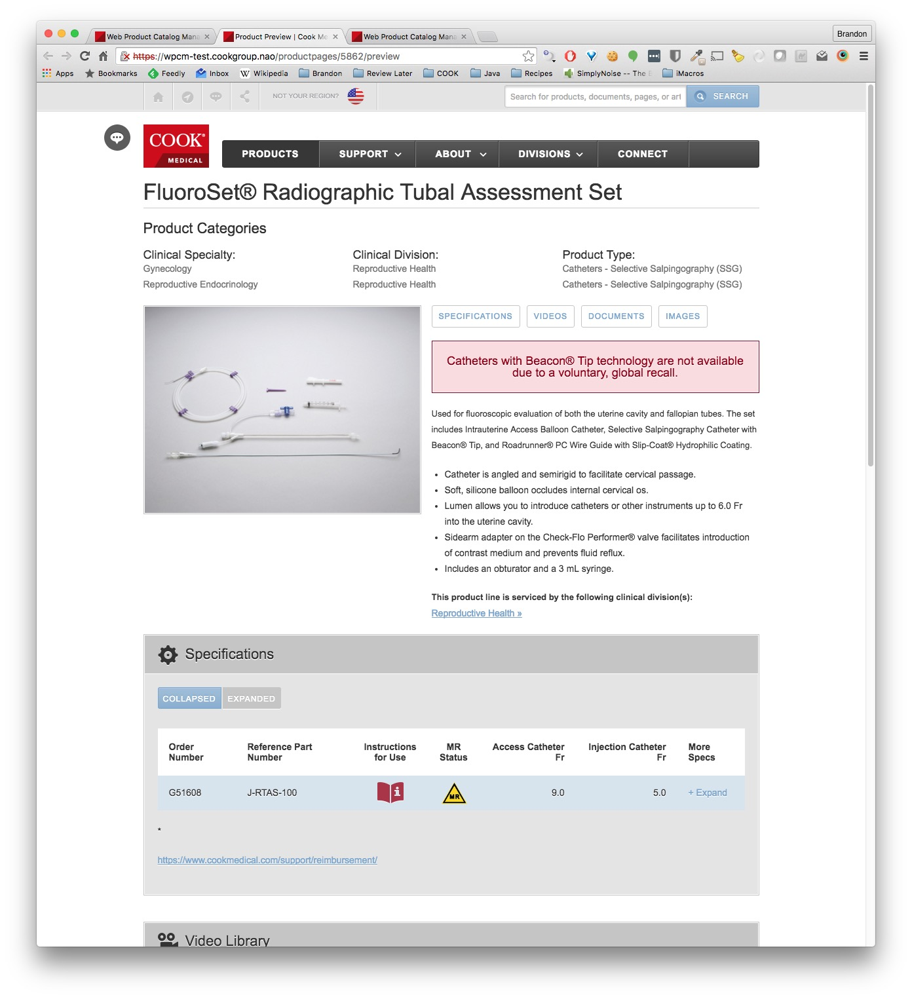 Brandon
Web Product Catalog Mana
Product Preview | Cook Me
Web Product Catalog Mana
https://wpcm-test.cookgroup.nao/productpages/5862/preview
Apps Bookmarks Feedly Inbox Wikipedia Brandon Review Later COOK Java Recipes SimplyNoise -- The E iMacros
NOT YOUR REGION?
Search for products, documents, pages, or art
SEARCH
COOK®
MEDICAL
PRODUCTS SUPPORT ABOUT DIVISIONS CONNECT
FluoroSet® Radiographic Tubal Assessment Set
Product Categories
Clinical Specialty:
Gynecology
Reproductive Endocrinology
Clinical Division:
Reproductive Health
Reproductive Health
Product Type:
Catheters - Selective Salpingography (SSG)
Catheters - Selective Salpingography (SSG)
SPECIFICATIONS VIDEOS DOCUMENTS IMAGES
Catheters with Beacon® Tip technology are not available
due to a voluntary, global recall.
Used for fluoroscopic evaluation of both the uterine cavity and fallopian tubes. The set
includes Intrauterine Access Balloon Catheter, Selective Salpingography Catheter with
Beacon® Tip, and Roadrunner® PC Wire Guide with Slip-Coat® Hydrophilic Coating.
• Catheter is angled and semirigid to facilitate cervical passage.
• Soft, silicone balloon occludes internal cervical os.
• Lumen allows you to introduce catheters or other instruments up to 6.0 Fr
into the uterine cavity.
• Sidearm adapter on the Check-Flo Performer® valve facilitates introduction
of contrast medium and prevents fluid reflux.
• Includes an obturator and a 3 mL syringe.
This product line is serviced by the following clinical division(s):
Reproductive Health »
Specifications
COLLAPSED EXPANDED
Order
Number
Reference Part
Number
Instructions
for Use
MR
Status
Access Catheter
Fr
Injection Catheter
Fr
More
Specs
G51608 J-RTAS-100 i MR 9.0 5.0 + Expand
*
https://www.cookmedical.com/support/reimbursement/
Video Library